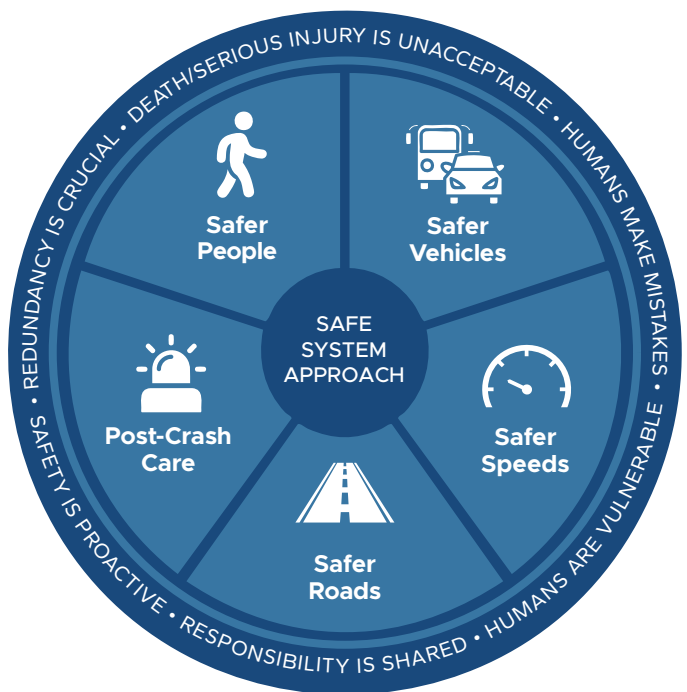 DEATH/SERIOUS INJURY IS UNACCEPTABLE • HUMANS MAKE MISTAKES • HUMANS ARE VULNERABLE • RESPONSIBILITY IS SHARED • SAFETY IS PROACTIVE • REDUNDANCY IS CRUCIAL •
Safer
People
Safer
Vehicles
SAFE
SYSTEM
APPROACH
Post-Crash
Care
Safer
Speeds
Safer
Roads